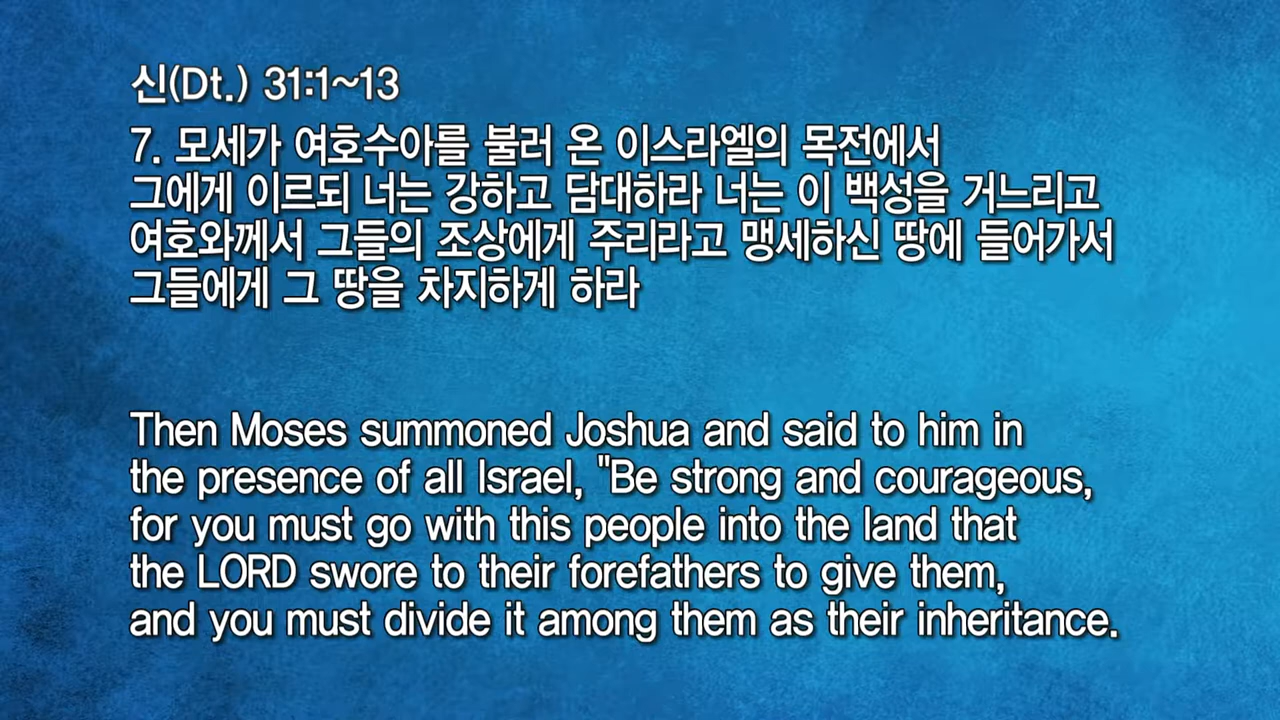 신(Dt.) 31:1~13
7. 모세가 여호수아를 불러 온 이스라엘의 목전에서
그에게 이르되 너는 강하고 담대하라 너는 이 백성을 거느리고
여호와께서 그들의 조상에게 주리라고 맹세하신 땅에 들어가서
그들에게 그 땅을 차지하게 하라
Then Moses summoned Joshua and said to him in
the presence of all Israel, "Be strong and courageous,
for you must go with this people into the land that
the LORD swore to their forefathers to give them,
and you must divide it among them as their inheritance.